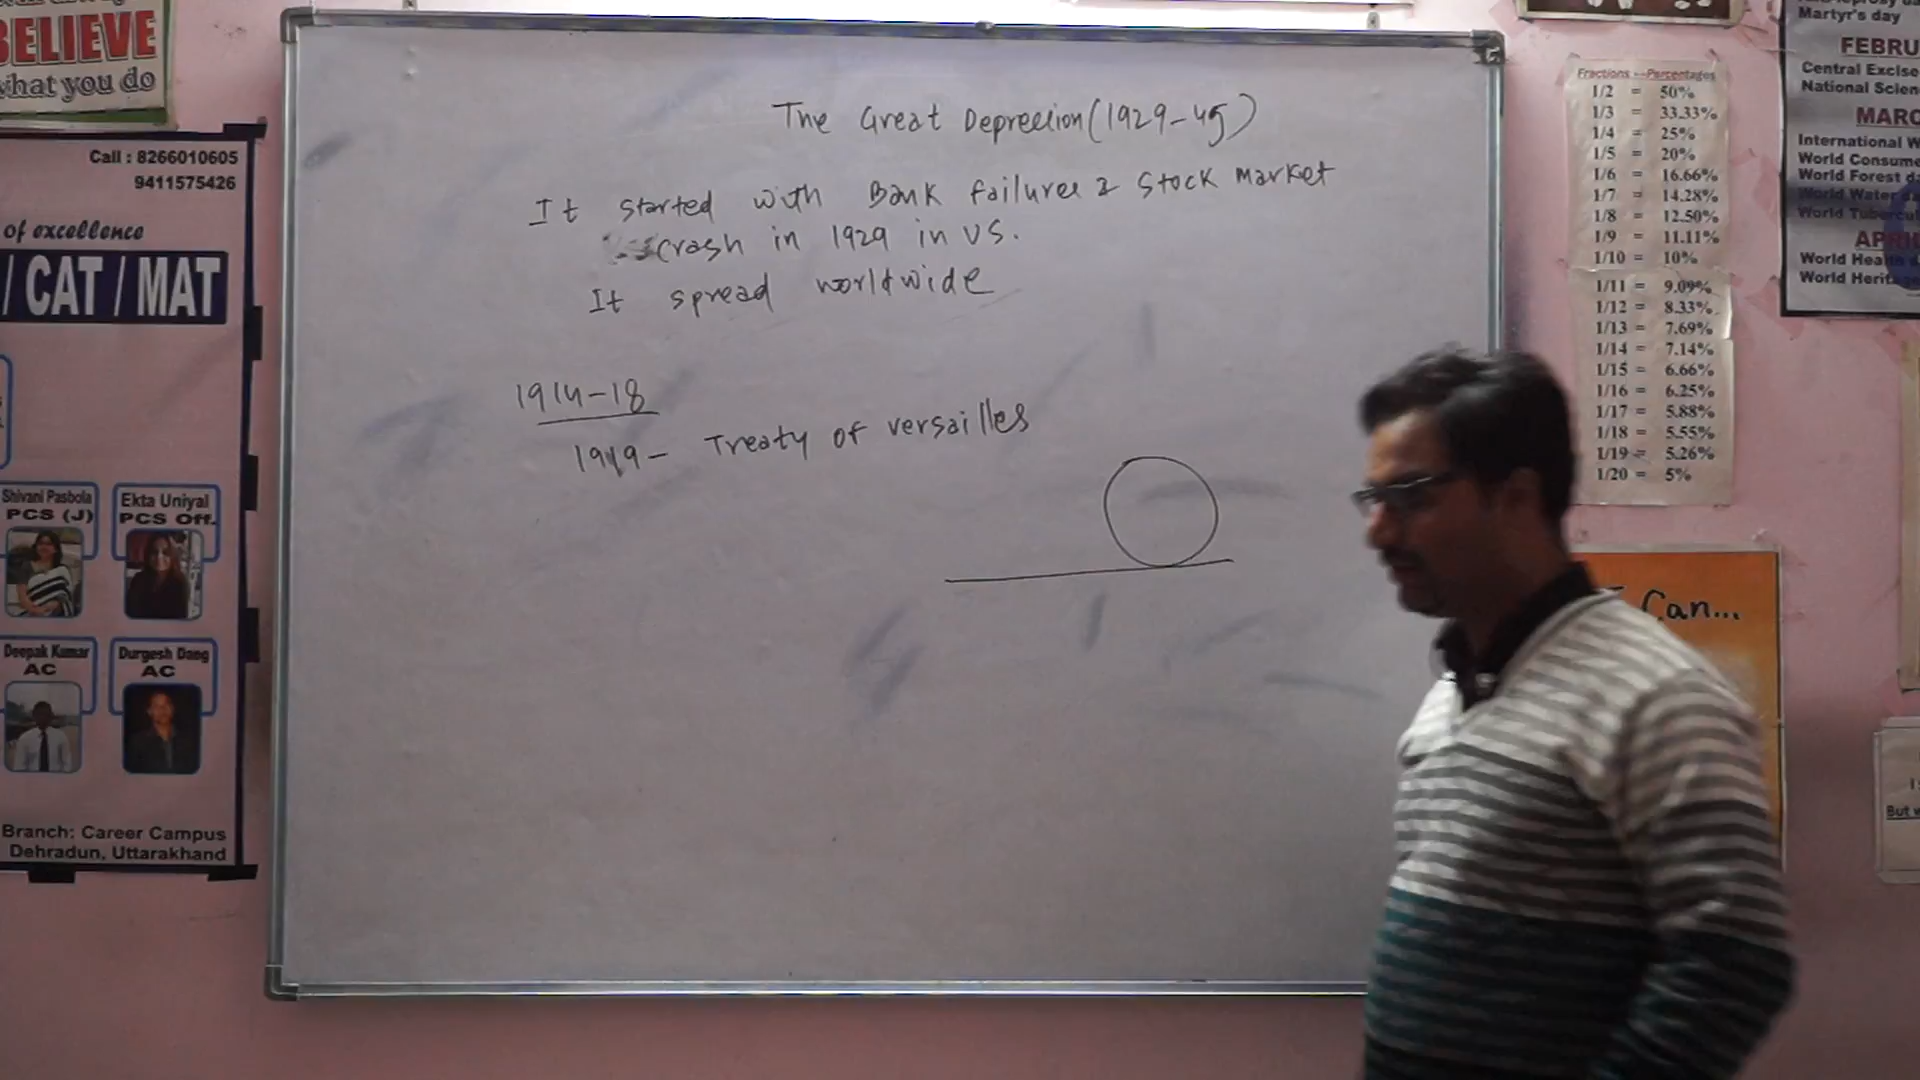 BELIEVE
what you do
Call : 8266010605
9411575426
of excellence
/ CAT / MAT
Shivani Pasbola
PCS (J)
Ekta Uniyal
PCS Off.
Deepak Kumar
AC
Durgesh Dang
AC
Branch: Career Campus
Dehradun, Uttarakhand
The Great Depression (1929-45)
It started with Bank failures & Stock Market
crash in 1929 in US.
It spread worldwide
1914-18
1919- Treaty of versailles
Fractions --Percentages
1/2 = 50%
1/3 = 33.33%
1/4 = 25%
1/5 = 20%
1/6 = 16.66%
1/7 = 14.28%
1/8 = 12.50%
1/9 = 11.11%
1/10 = 10%
1/11 = 9.09%
1/12 = 8.33%
1/13 = 7.69%
1/14 = 7.14%
1/15 = 6.66%
1/16 = 6.25%
1/17 = 5.88%
1/18 = 5.55%
1/19 = 5.26%
1/20 = 5%
Martyr's day
FEBRU
Central Excise
National Scien
MARC
International W
World Consume
World Forest da
World Water da
World Tubercul
APRI
World Hea
World Herit
Can...
But w